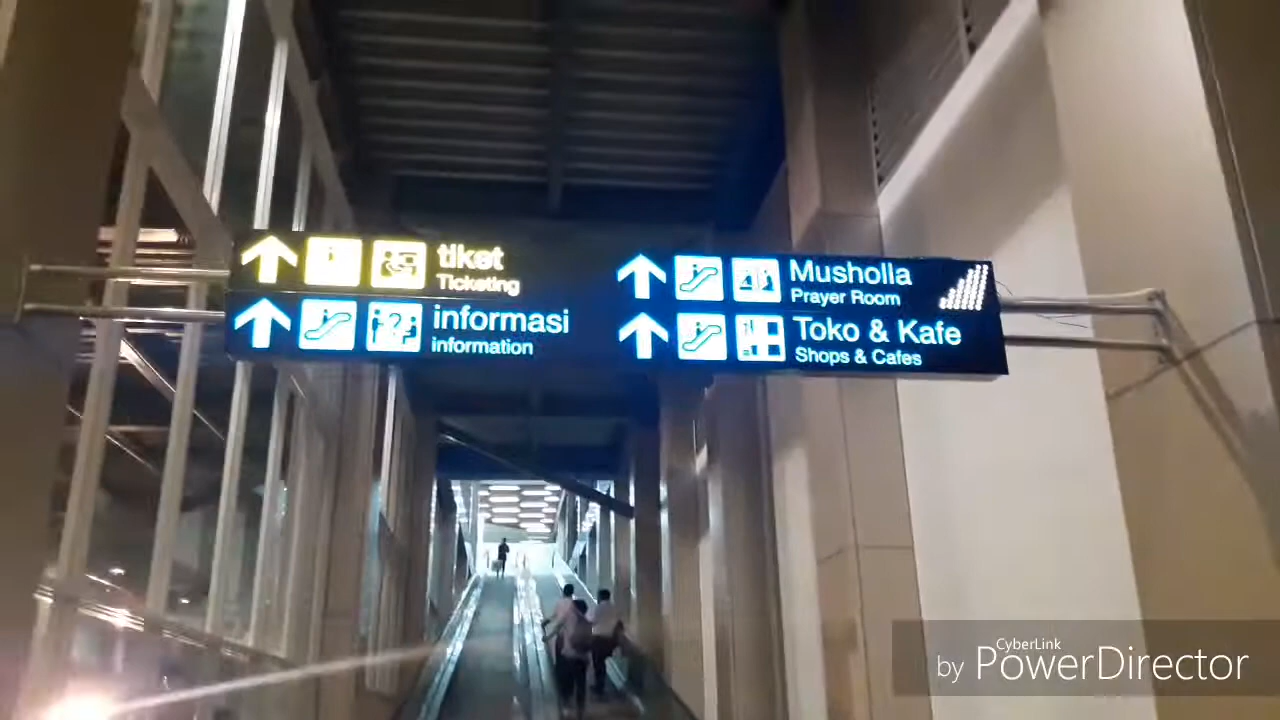 tiket
Ticketing
informasi
information
Musholla
Prayer Room
Toko & Kafe
Shops & Cafes
CyberLink
by PowerDirector